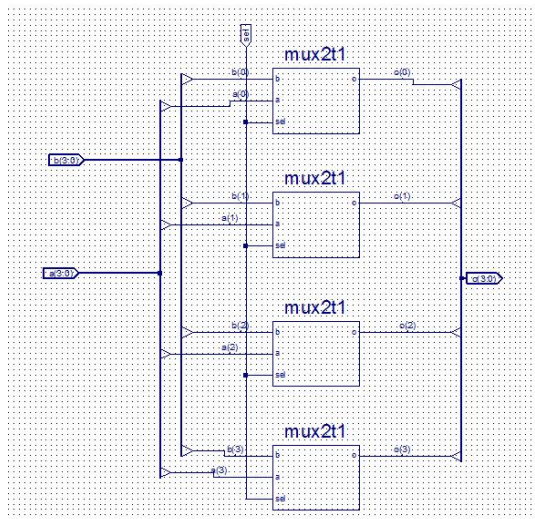 sel
mux2t1
b(0) b o o(0)
a(0) a
sel
b(3:0)
mux2t1
b(1) b o o(1)
a(1) a
sel
a(3:0)
o(3:0)
mux2t1
b(2) b o o(2)
a(2) a
sel
mux2t1
b(3) b o o(3)
a(3) a
sel